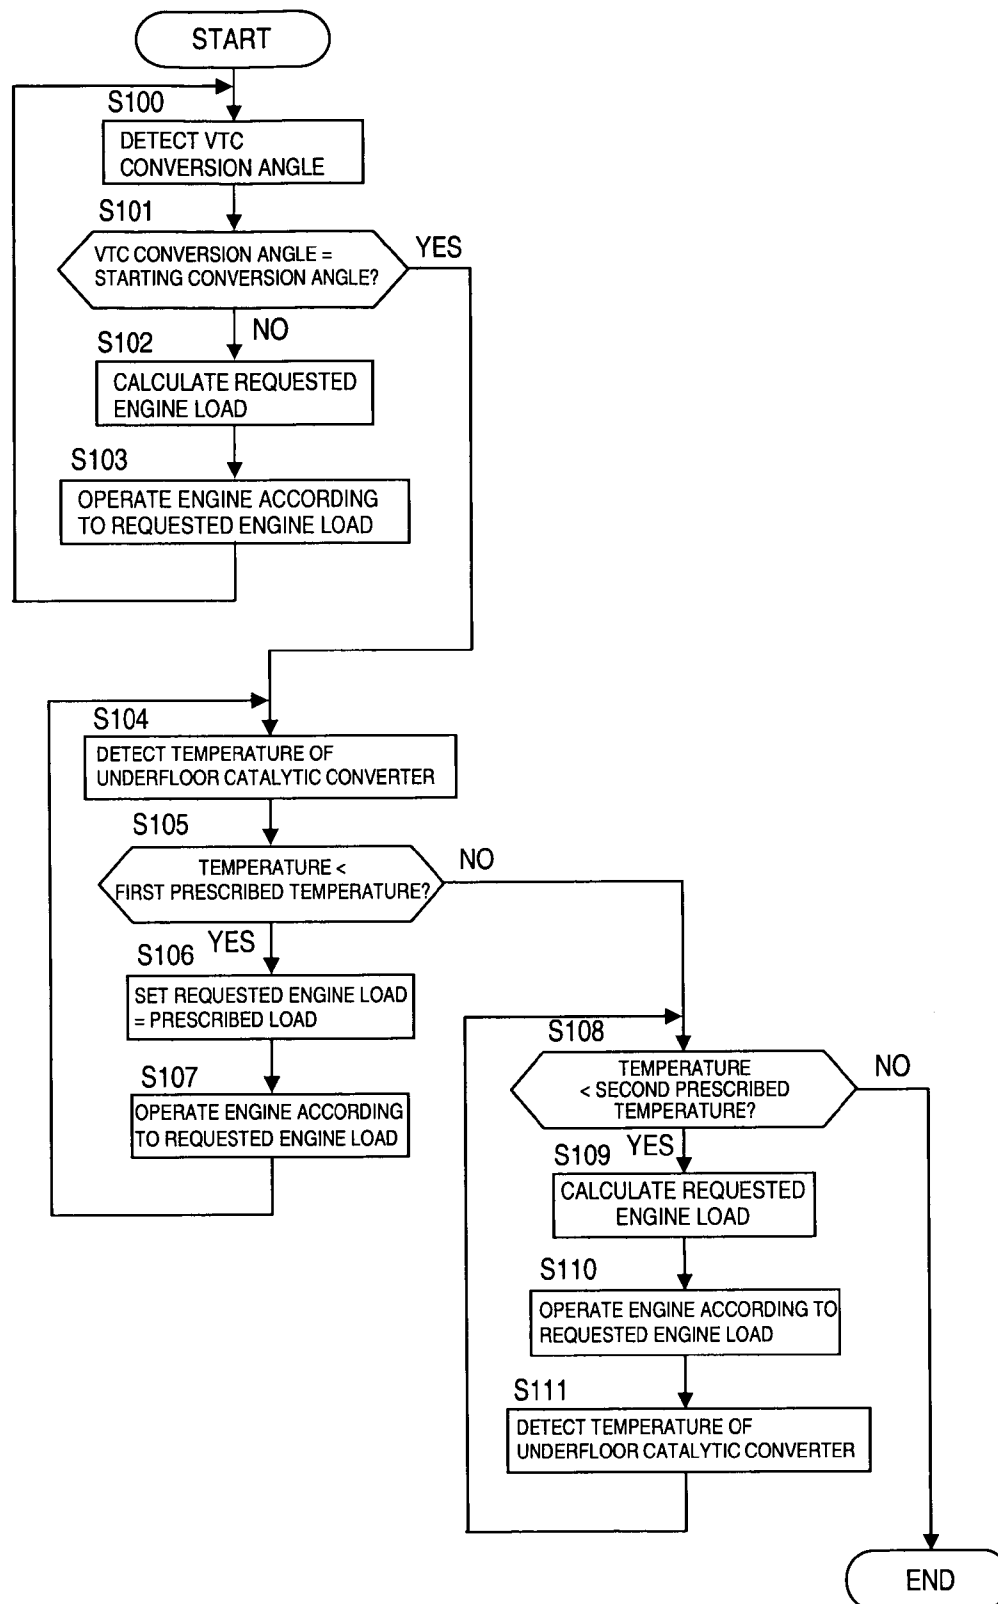 START
S100
DETECT VTC
CONVERSION ANGLE
S101
VTC CONVERSION ANGLE =
STARTING CONVERSION ANGLE?
YES
NO
S102
CALCULATE REQUESTED
ENGINE LOAD
S103
OPERATE ENGINE ACCORDING
TO REQUESTED ENGINE LOAD
S104
DETECT TEMPERATURE OF
UNDERFLOOR CATALYTIC CONVERTER
S105
TEMPERATURE <
FIRST PRESCRIBED TEMPERATURE?
NO
YES
S106
SET REQUESTED ENGINE LOAD
= PRESCRIBED LOAD
S107
OPERATE ENGINE ACCORDING
TO REQUESTED ENGINE LOAD
S108
TEMPERATURE
< SECOND PRESCRIBED
TEMPERATURE?
NO
YES
S109
CALCULATE REQUESTED
ENGINE LOAD
S110
OPERATE ENGINE ACCORDING TO
REQUESTED ENGINE LOAD
S111
DETECT TEMPERATURE OF
UNDERFLOOR CATALYTIC CONVERTER
END